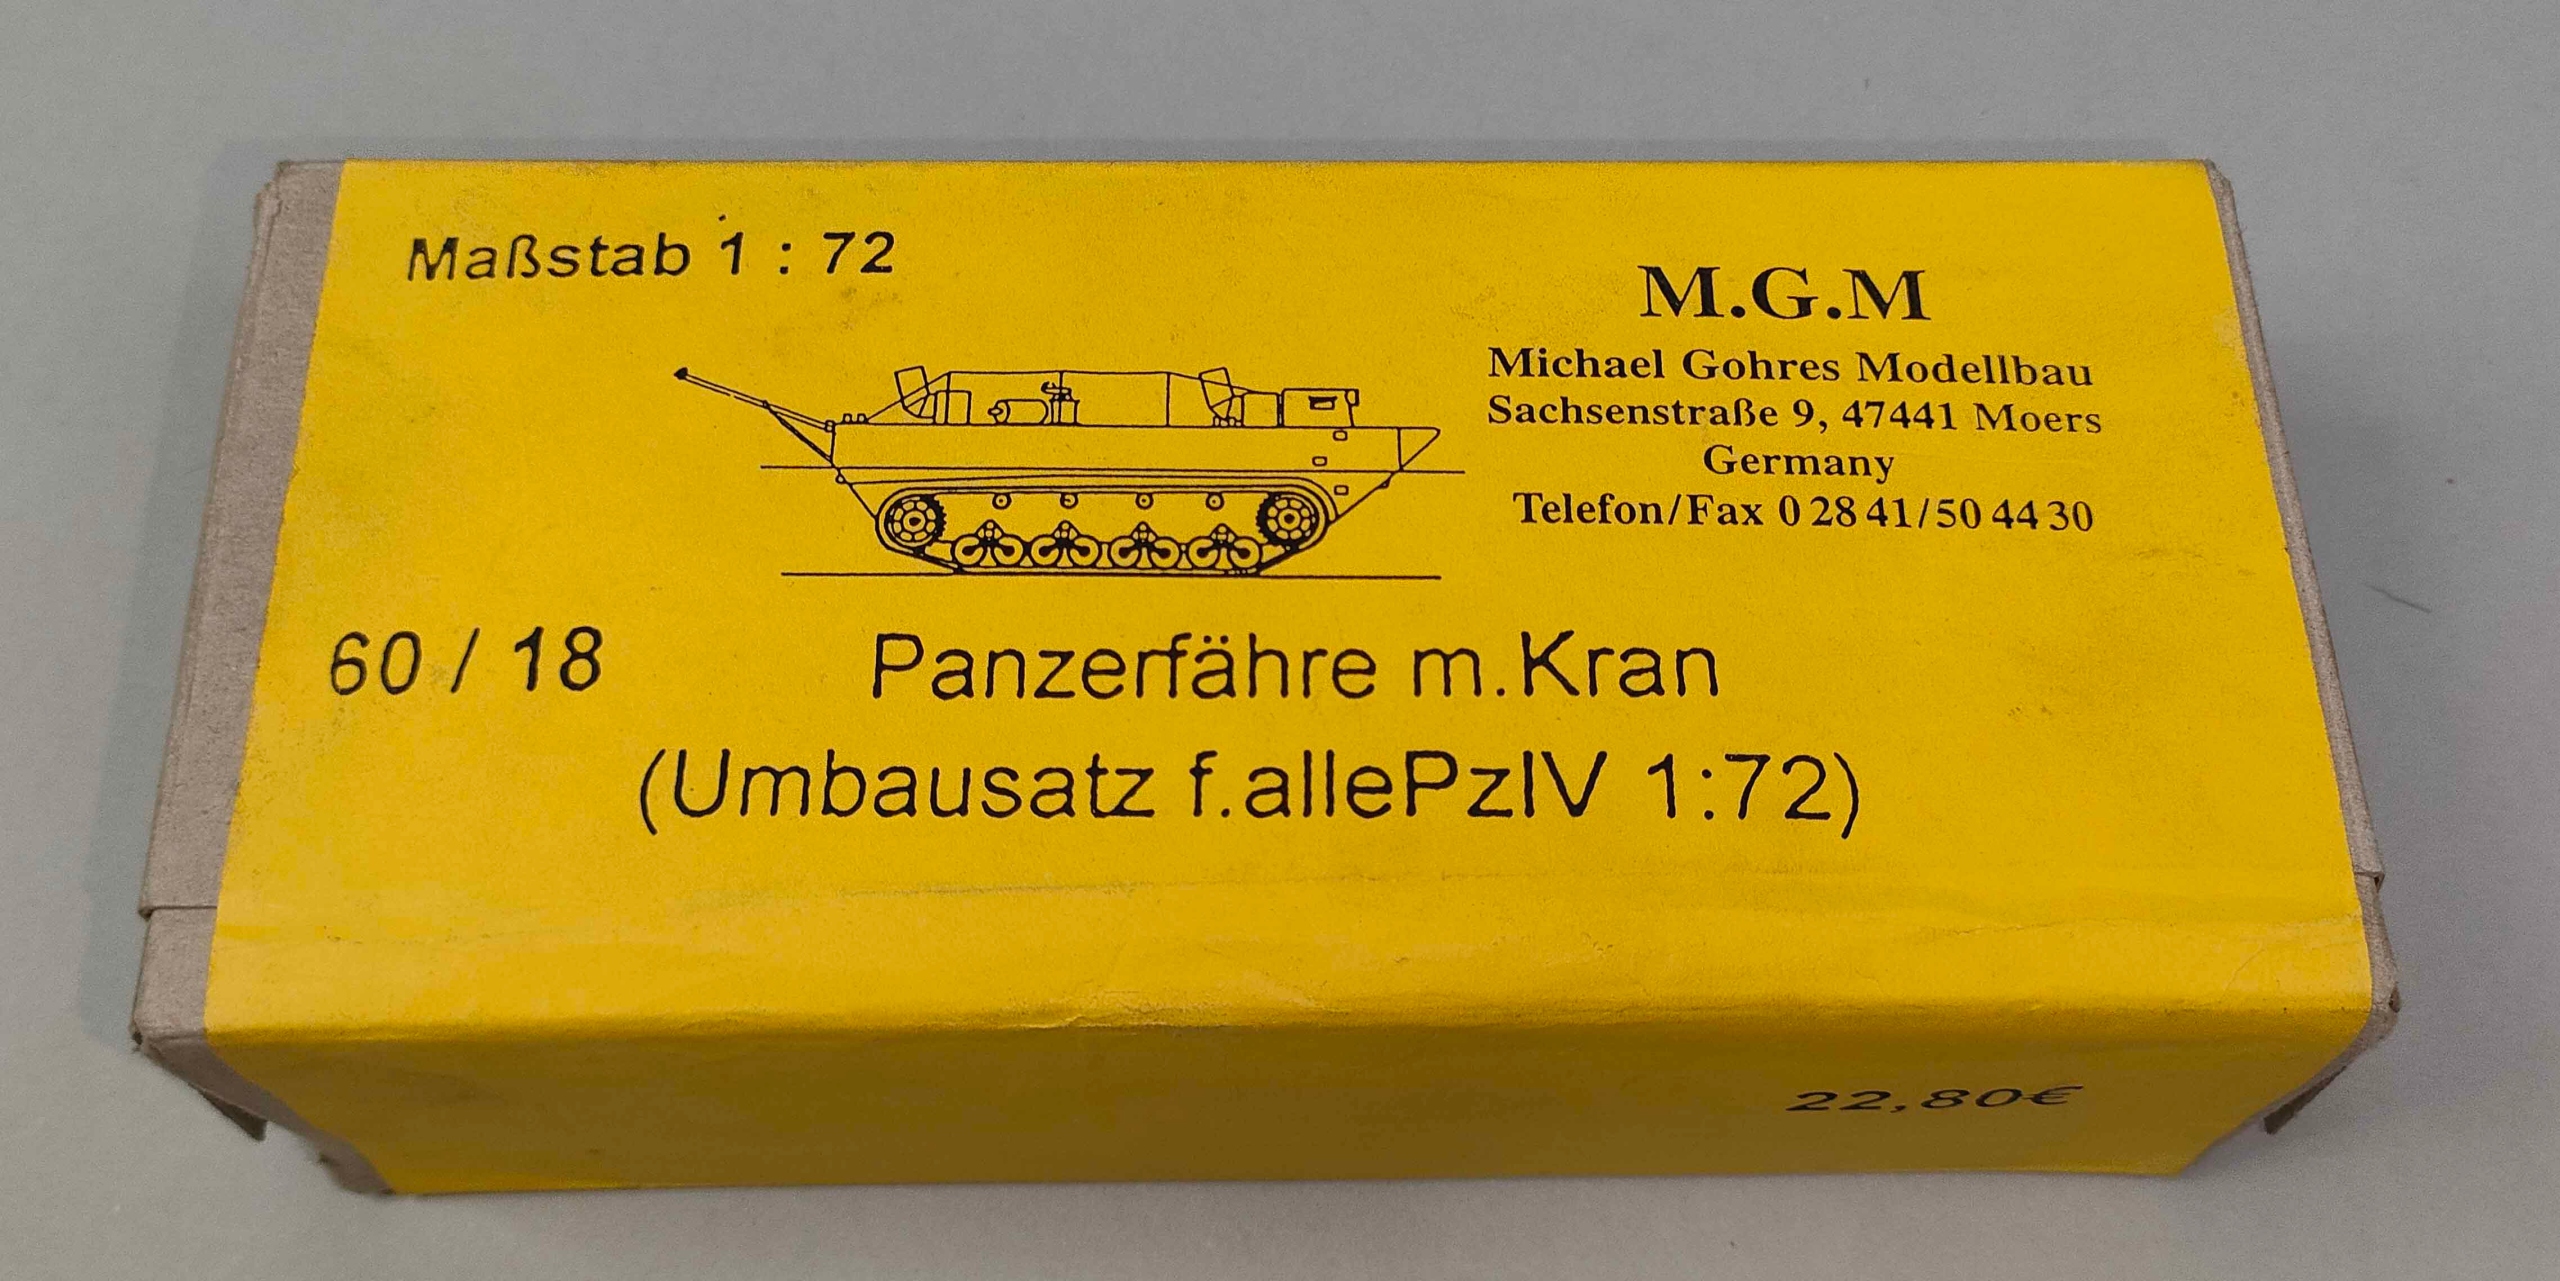 Maßstab 1 : 72
M.G.M
Michael Gohres Modellbau
Sachsenstraße 9, 47441 Moers
Germany
Telefon/Fax 0 28 41/50 44 30
60 / 18
Panzerfähre m.Kran
(Umbausatz f.allePzIV 1:72)
22,80€